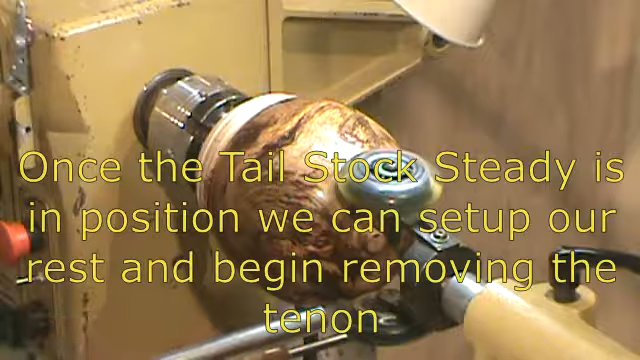 Once the Tail Stock Steady is
in position we can setup our
rest and begin removing the
tenon